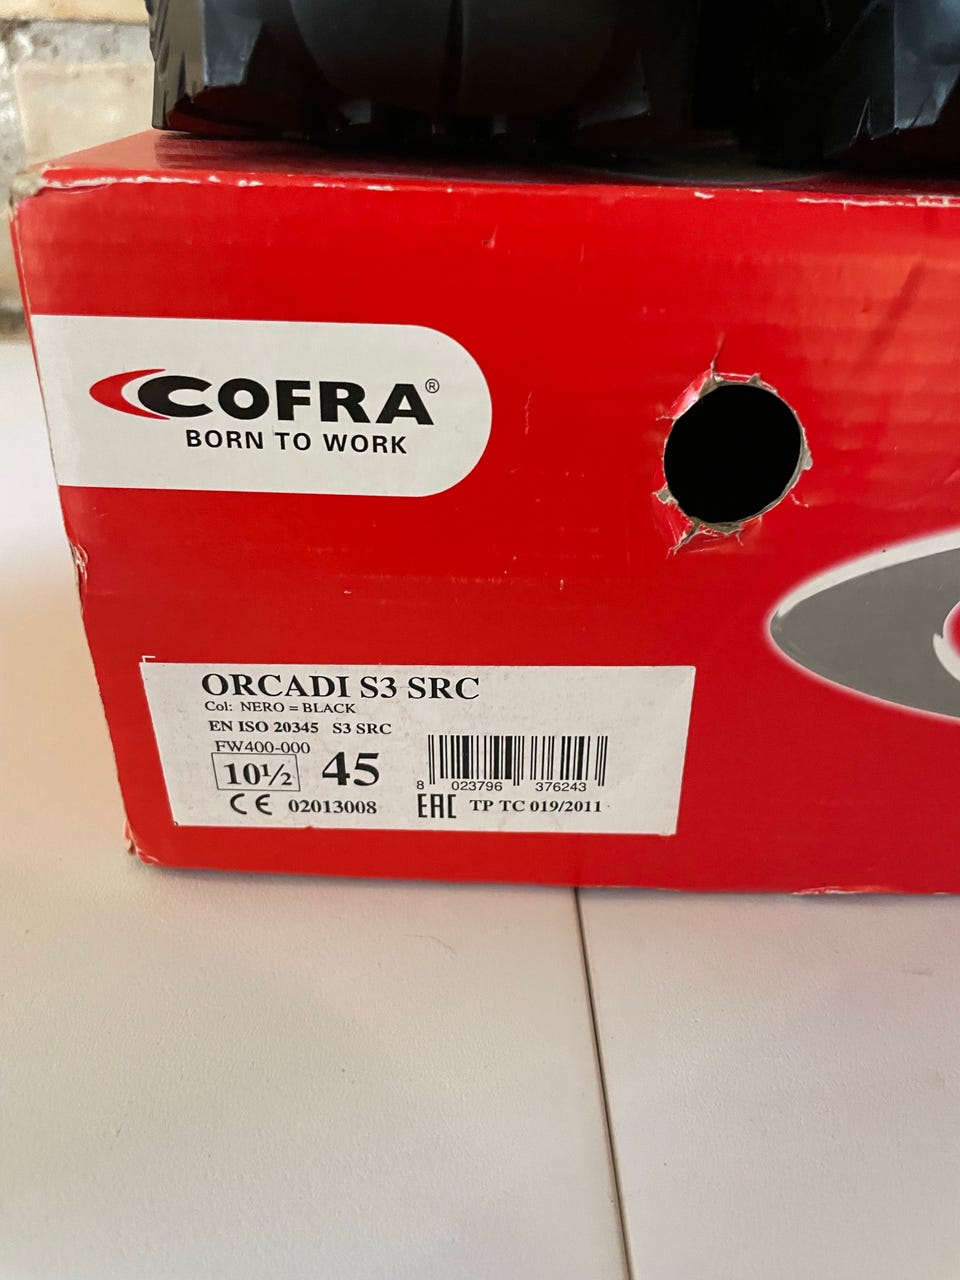 COFRA®
BORN TO WORK
ORCADI S3 SRC
Col: NERO = BLACK
EN ISO 20345 S3 SRC
FW400-000
10½ 45
8 023796 376243
CE 02013008
EAC TP TC 019/2011